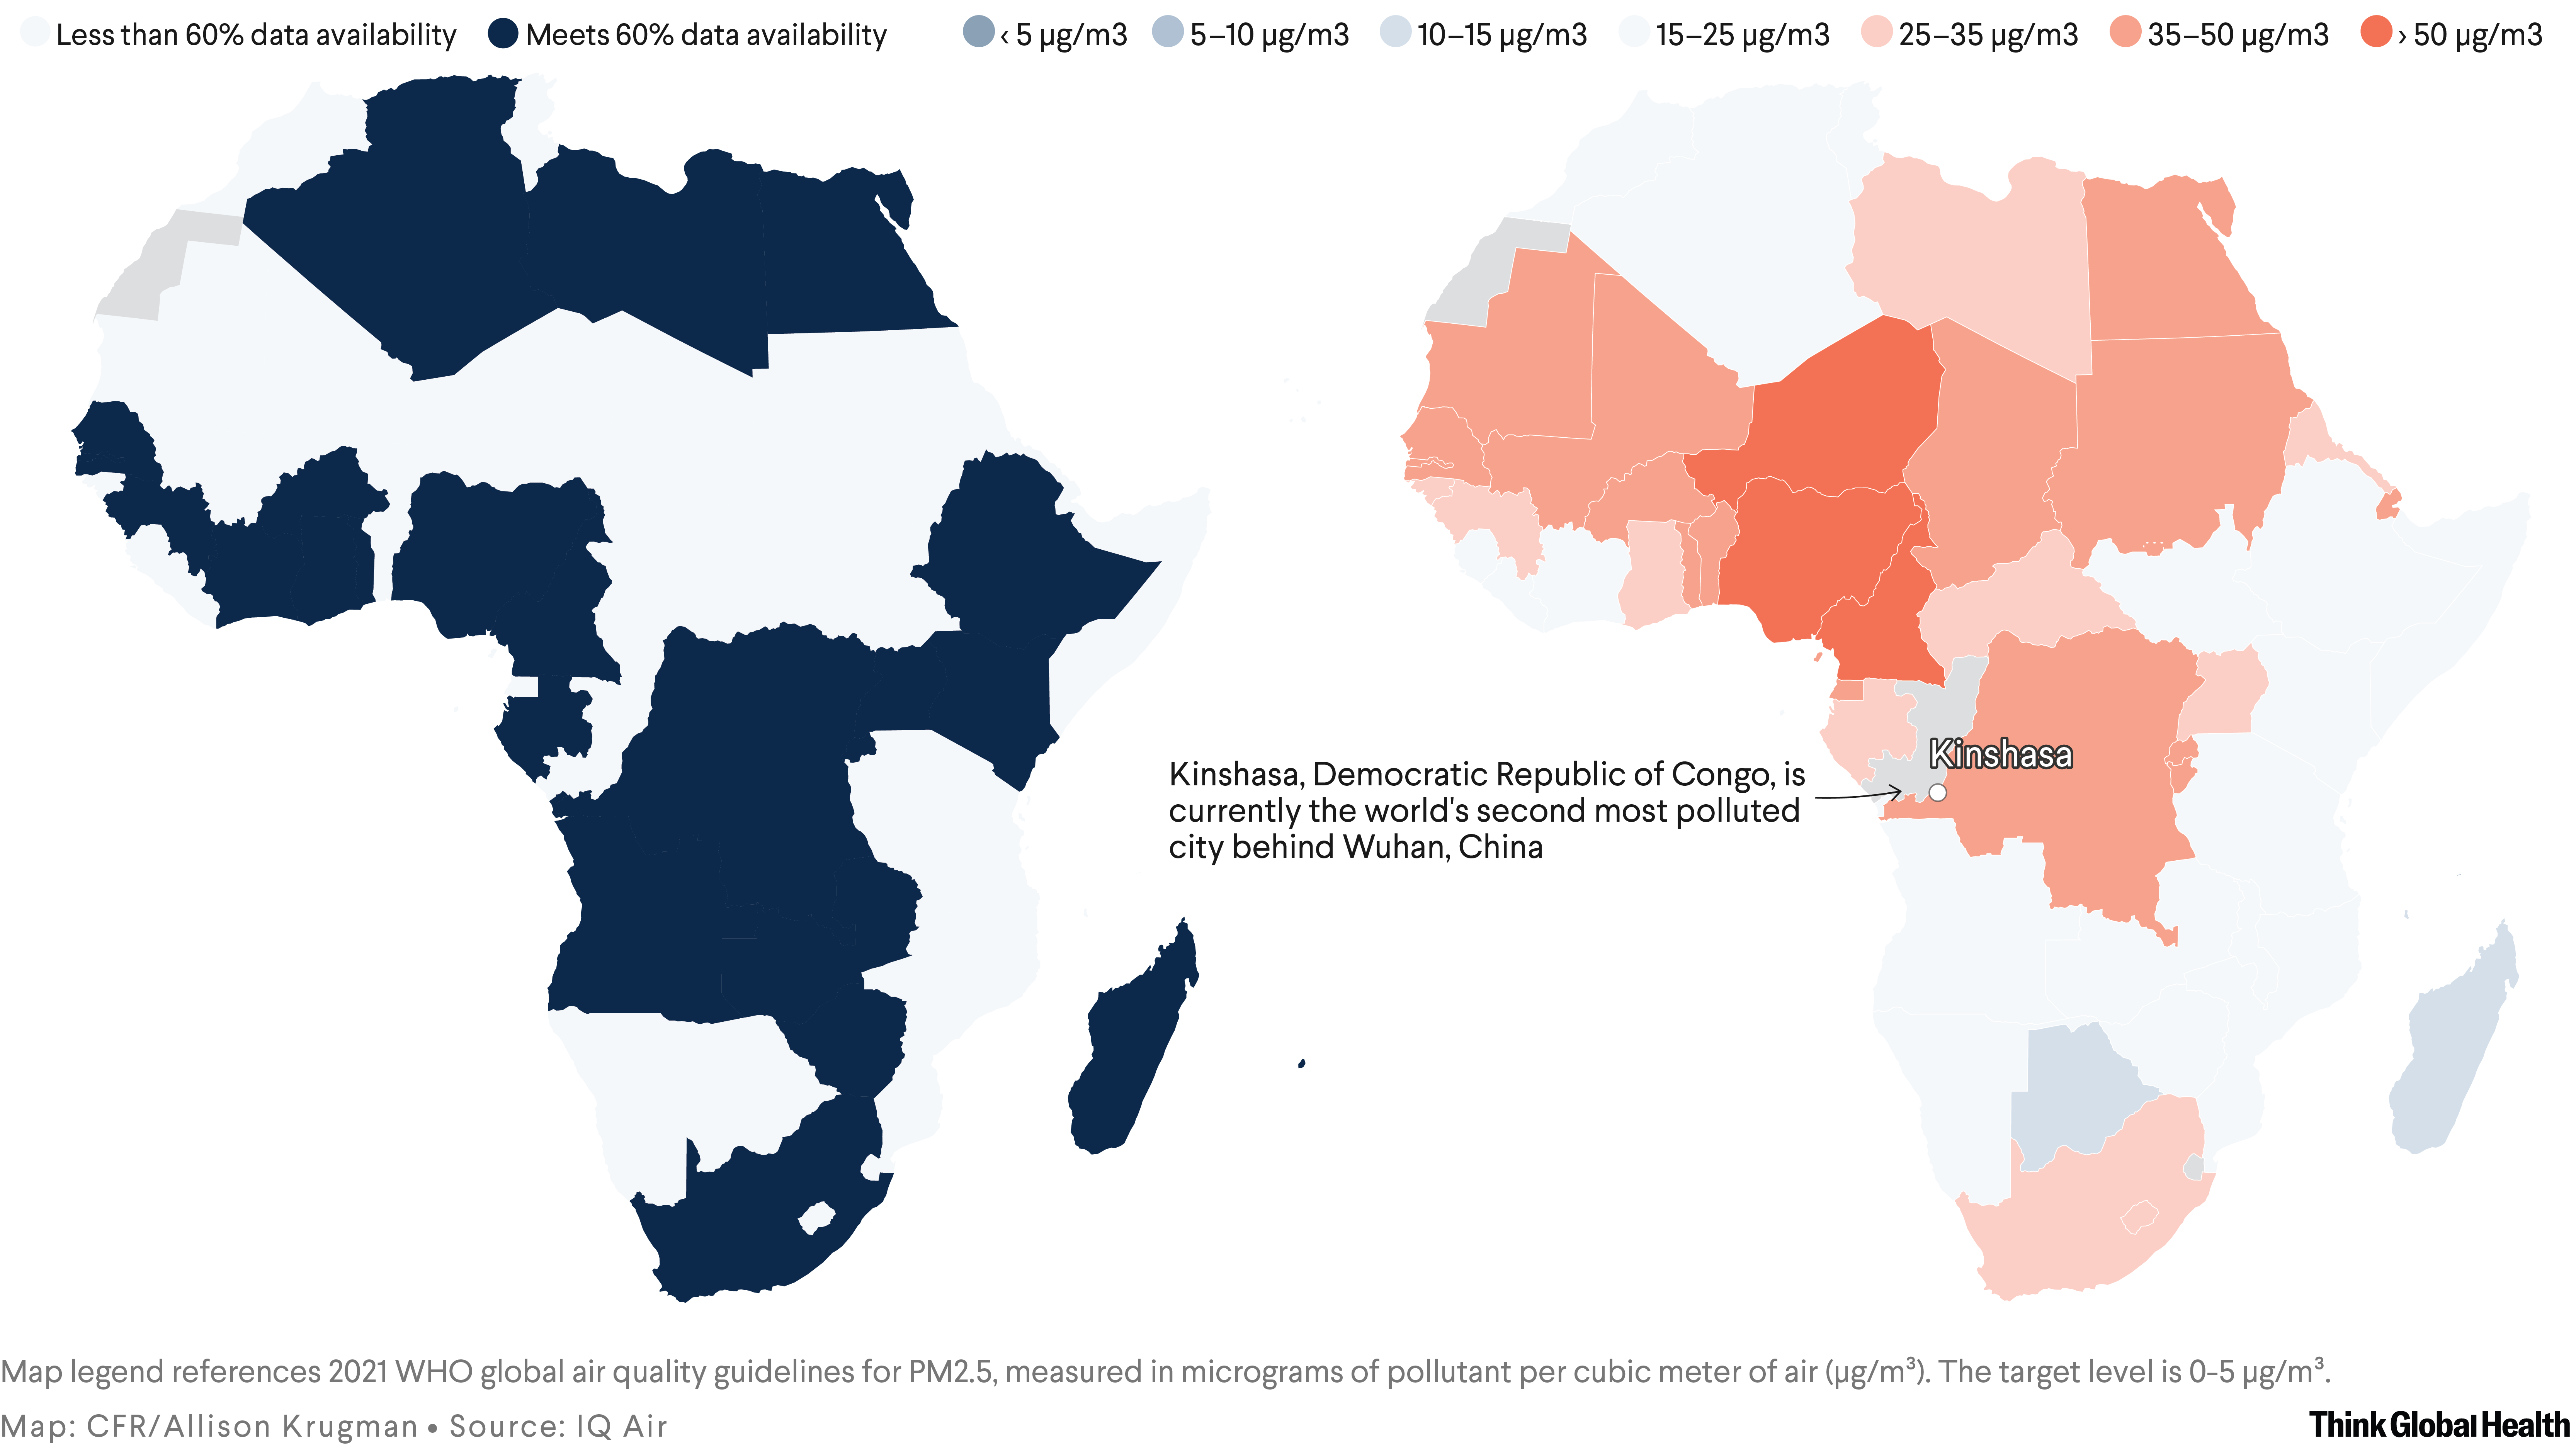 Less than 60% data availability
Meets 60% data availability
‹ 5 µg/m3
5–10 µg/m3
10–15 µg/m3
15–25 µg/m3
25–35 µg/m3
35–50 µg/m3
› 50 µg/m3
Kinshasa
Kinshasa, Democratic Republic of Congo, is
currently the world's second most polluted
city behind Wuhan, China
Map legend references 2021 WHO global air quality guidelines for PM2.5, measured in micrograms of pollutant per cubic meter of air (µg/m³). The target level is 0-5 µg/m³.
Map: CFR/Allison Krugman • Source: IQ Air
Think Global Health